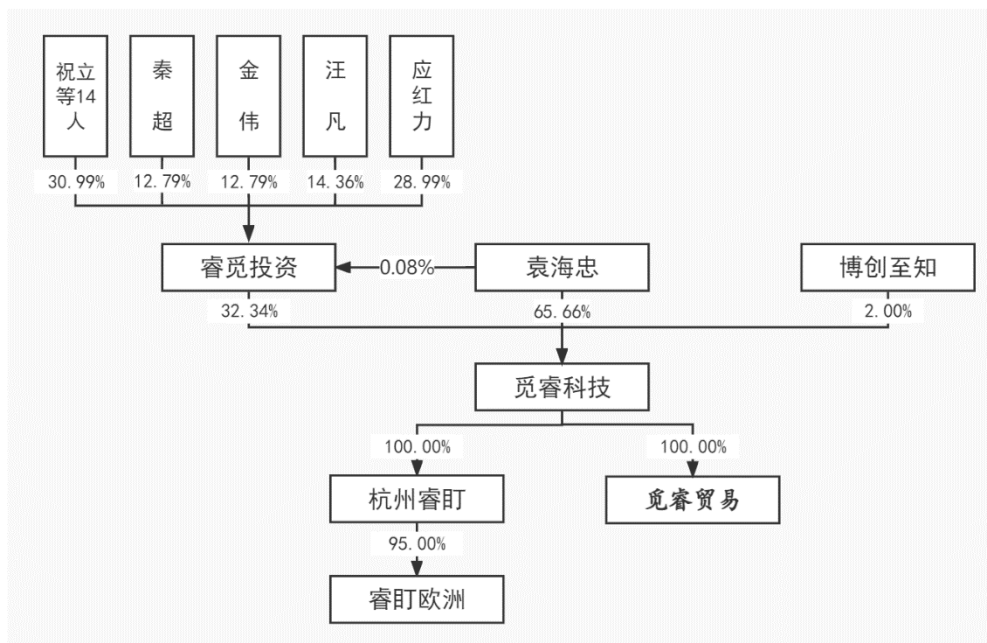 祝立
等14
人
秦
超
金
伟
汪
凡
应
红
力
30.99%
12.79%
12.79%
14.36%
28.99%
睿觅投资
0.08%
袁海忠
博创至知
32.34%
65.66%
2.00%
觅睿科技
100.00%
100.00%
杭州睿盯
觅睿贸易
95.00%
睿盯欧洲